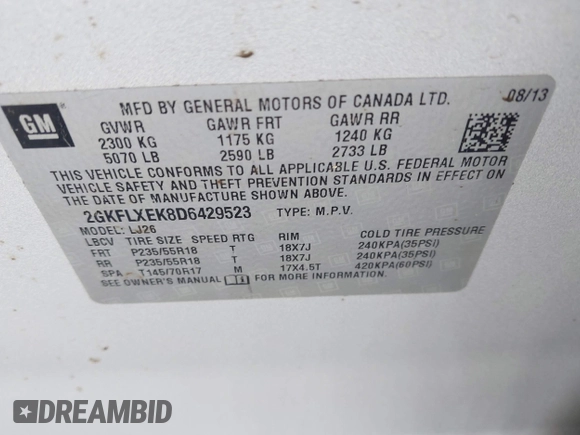 GM
MFD BY GENERAL MOTORS OF CANADA LTD. 08/13
GVWR GAWR FRT GAWR RR
2300 KG 1175 KG 1240 KG
5070 LB 2590 LB 2733 LB
THIS VEHICLE CONFORMS TO ALL APPLICABLE U.S. FEDERAL MOTOR
VEHICLE SAFETY AND THEFT PREVENTION STANDARDS IN EFFECT ON
THE DATE OF MANUFACTURE SHOWN ABOVE.
2GKFLXEK8D6429523 TYPE: M.P.V.
MODEL: LJ26
LBCV TIRE SIZE SPEED RTG RIM COLD TIRE PRESSURE
FRT P235/55R18 T 18X7J 240KPA(35PSI)
RR P235/55R18 T 18X7J 240KPA(35PSI)
SPA T145/70R17 M 17X4.5T 420KPA(60PSI)
SEE OWNER'S MANUAL FOR MORE INFORMATION.
DREAMBID